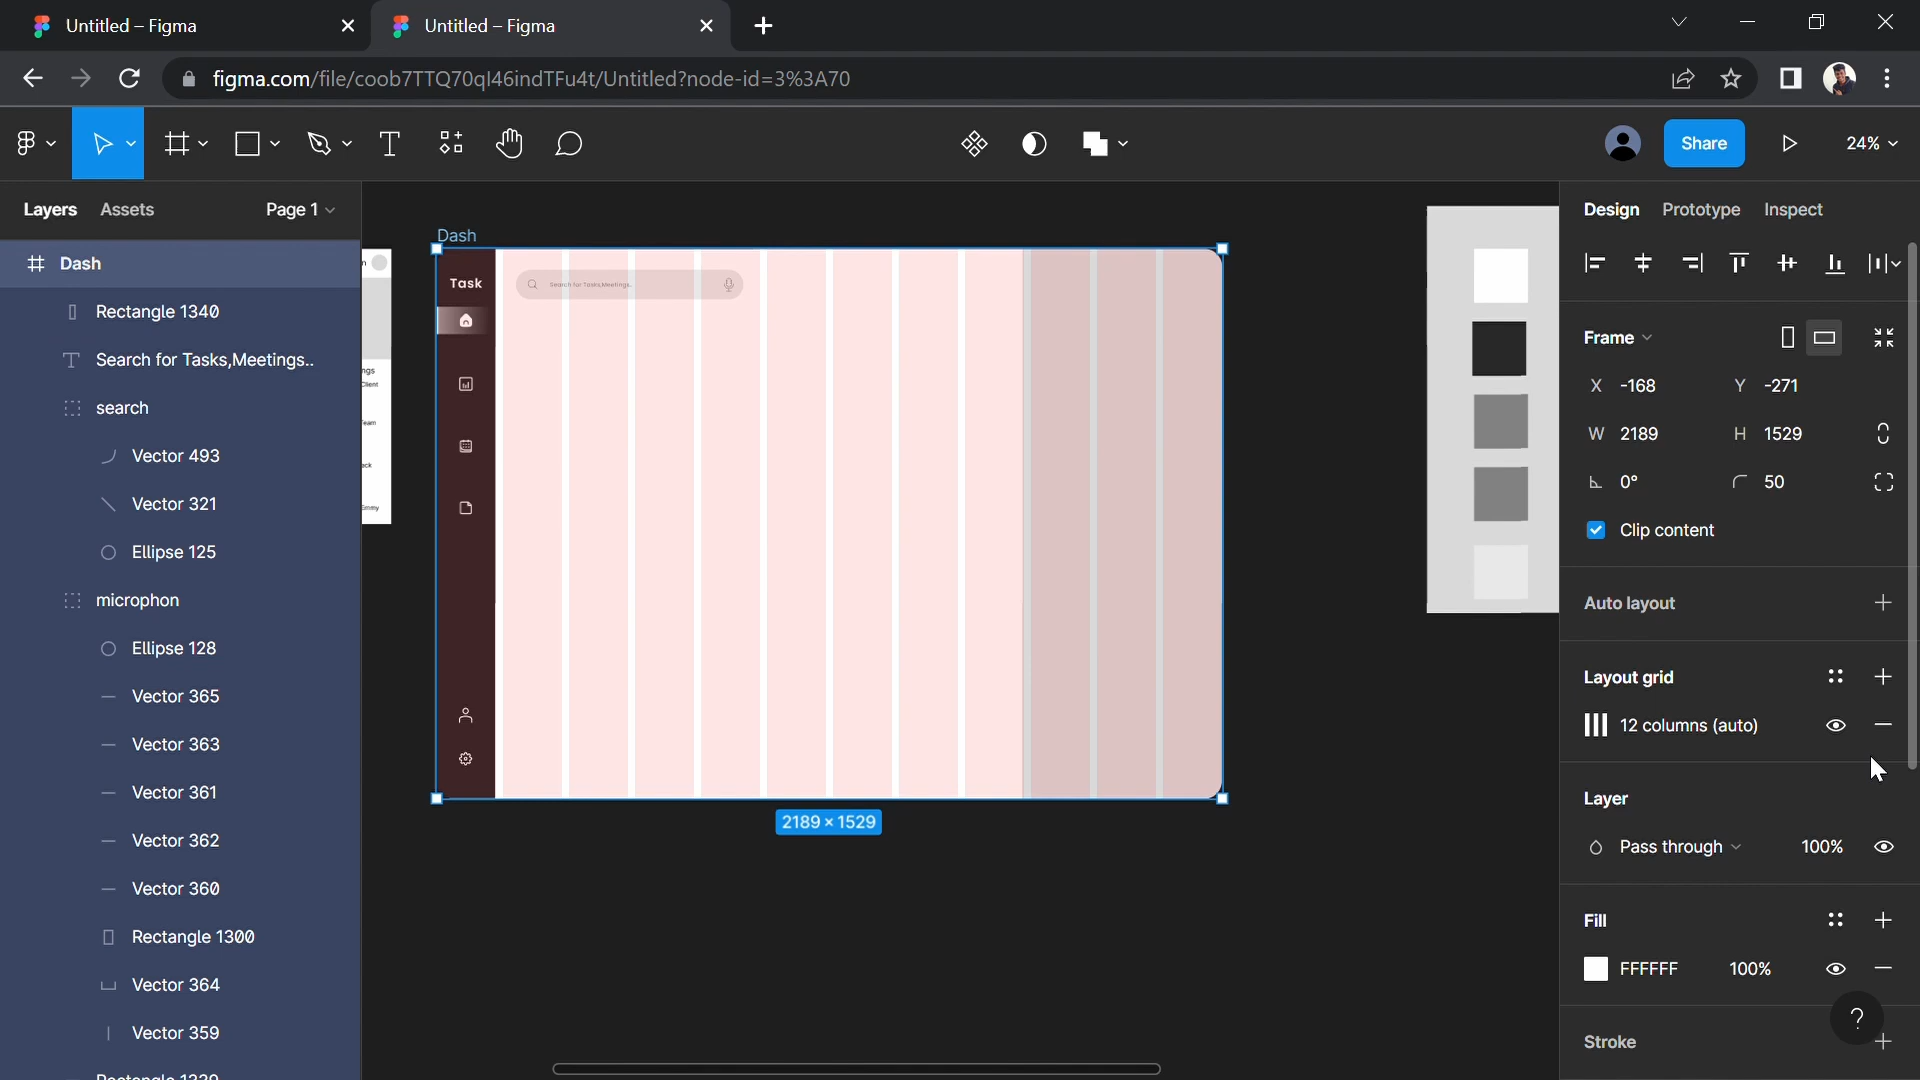 Untitled – Figma
Untitled – Figma
figma.com/file/coob7TTQ70ql46indTFu4t/Untitled?node-id=3%3A70
Share
24%
Layers
Assets
Page 1
Dash
Rectangle 1340
Search for Tasks,Meetings..
search
Vector 493
Vector 321
Ellipse 125
microphon
Ellipse 128
Vector 365
Vector 363
Vector 361
Vector 362
Vector 360
Rectangle 1300
Vector 364
Vector 359
Dash
Task
Search for Tasks,Meetings..
2189 × 1529
Design
Prototype
Inspect
Frame
X -168
Y -271
W 2189
H 1529
0°
50
Clip content
Auto layout
Layout grid
12 columns (auto)
Layer
Pass through
100%
Fill
FFFFFF
100%
?
Stroke